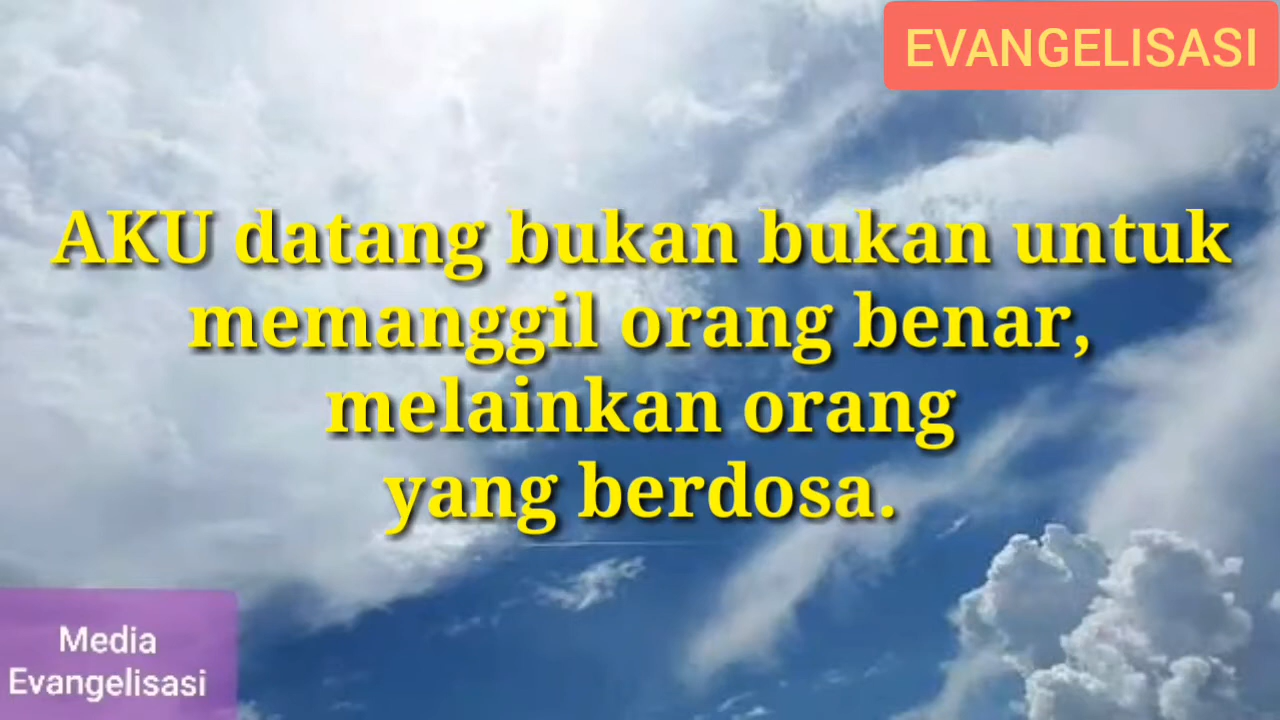 EVANGELISASI
AKU datang bukan bukan untuk
memanggil orang benar,
melainkan orang
yang berdosa.
Media
Evangelisasi